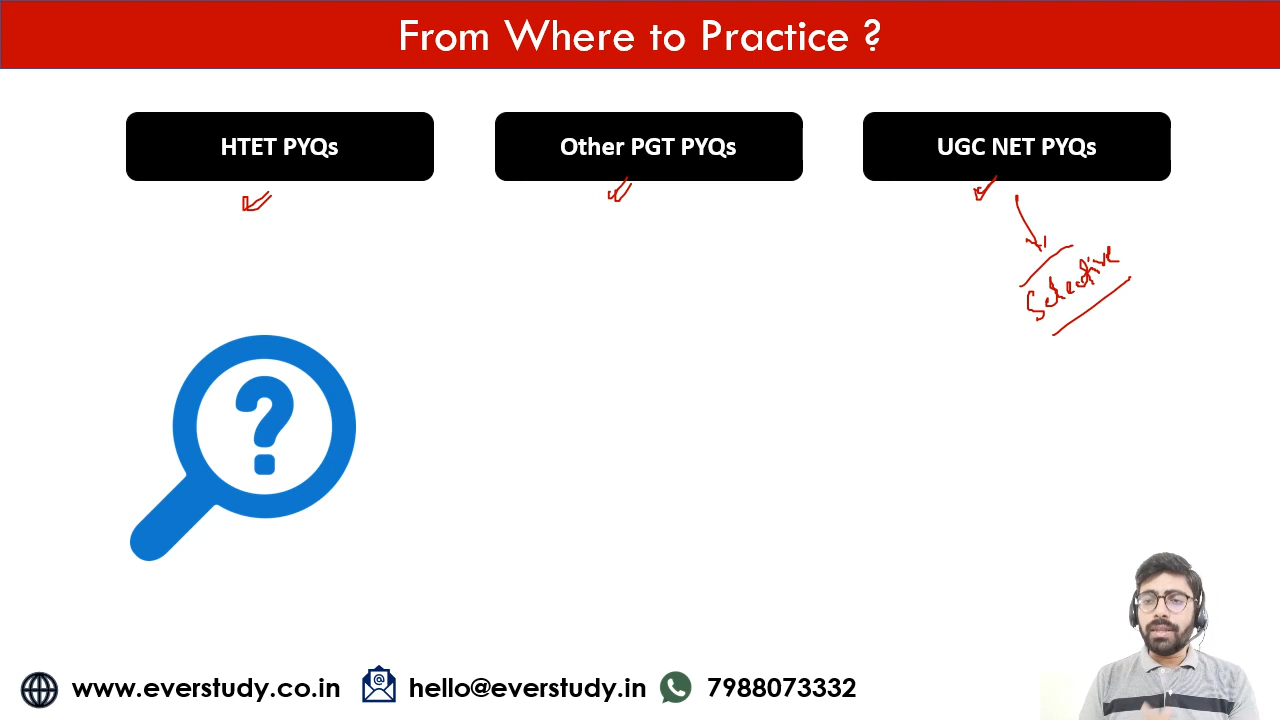 From Where to Practice ?
HTET PYQs
Other PGT PYQs
UGC NET PYQs
Selective
?
www.everstudy.co.in hello@everstudy.in 7988073332